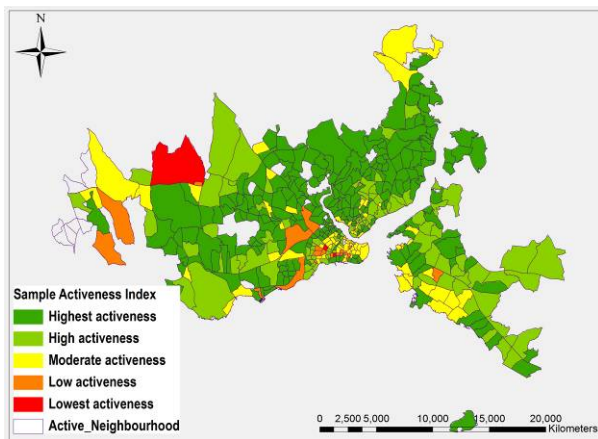 N
Sample Activeness Index
Highest activeness
High activeness
Moderate activeness
Low activeness
Lowest activeness
Active_Neighbourhood
0 2,500 5,000 10,000 15,000 20,000
Kilometers